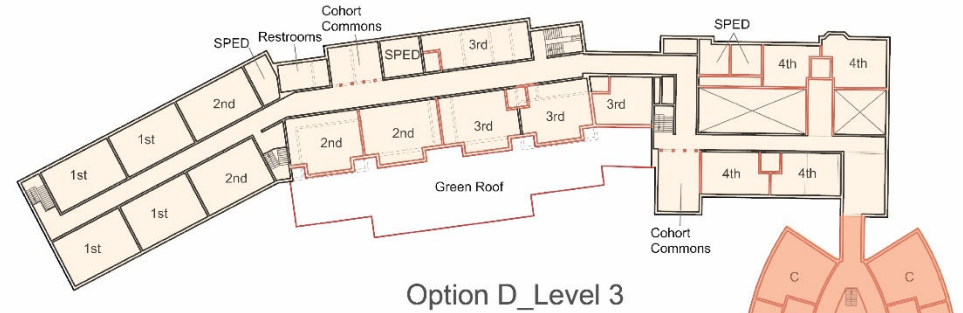 Cohort
Commons
SPED
Restrooms
SPED
3rd
SPED
4th
4th
1st
1st
2nd
2nd
2nd
3rd
3rd
3rd
1st
1st
2nd
4th
4th
Green Roof
Cohort
Commons
C
C
Option D_Level 3